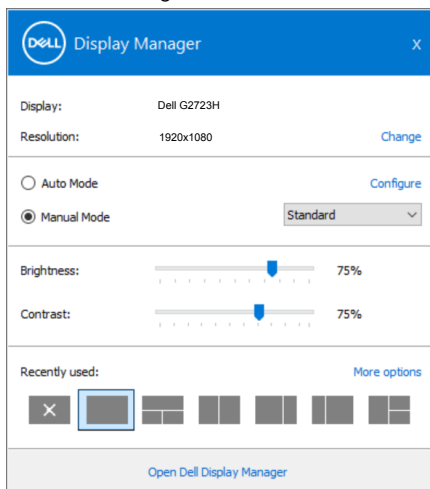 DELL Display Manager X
Display: Dell G2723H
Resolution: 1920x1080 Change
Auto Mode Configure
Manual Mode Standard
Brightness: 75%
Contrast: 75%
Recently used: More options
Open Dell Display Manager